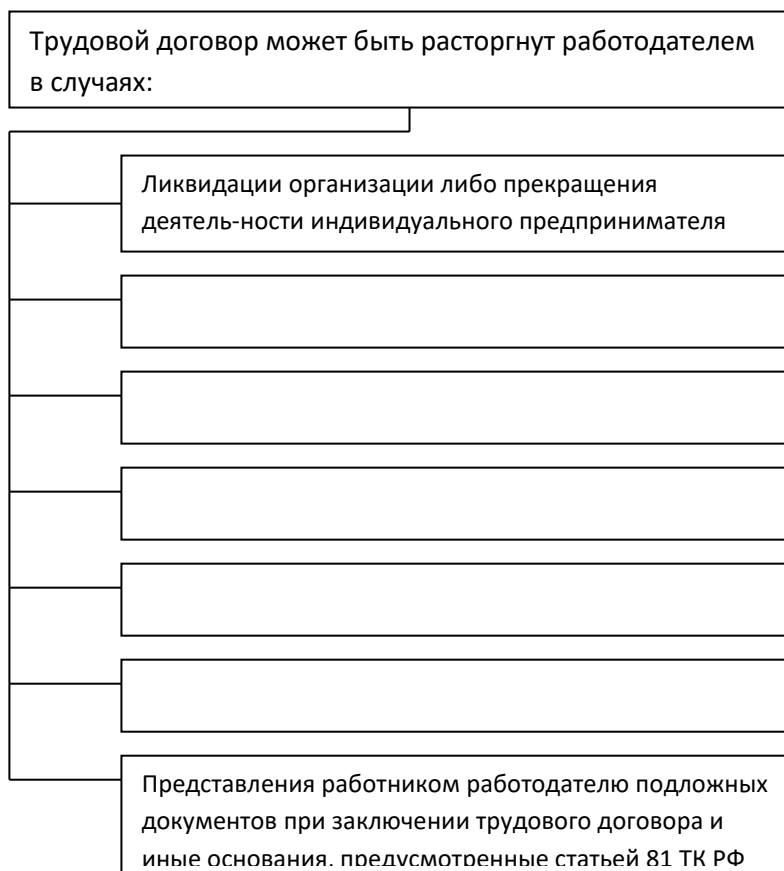 Трудовой договор может быть расторгнут работодателем
в случаях:
Ликвидации организации либо прекращения
деятель-ности индивидуального предпринимателя
Представления работником работодателю подложных
документов при заключении трудового договора и
иные основания, предусмотренные статьей 81 ТК РФ